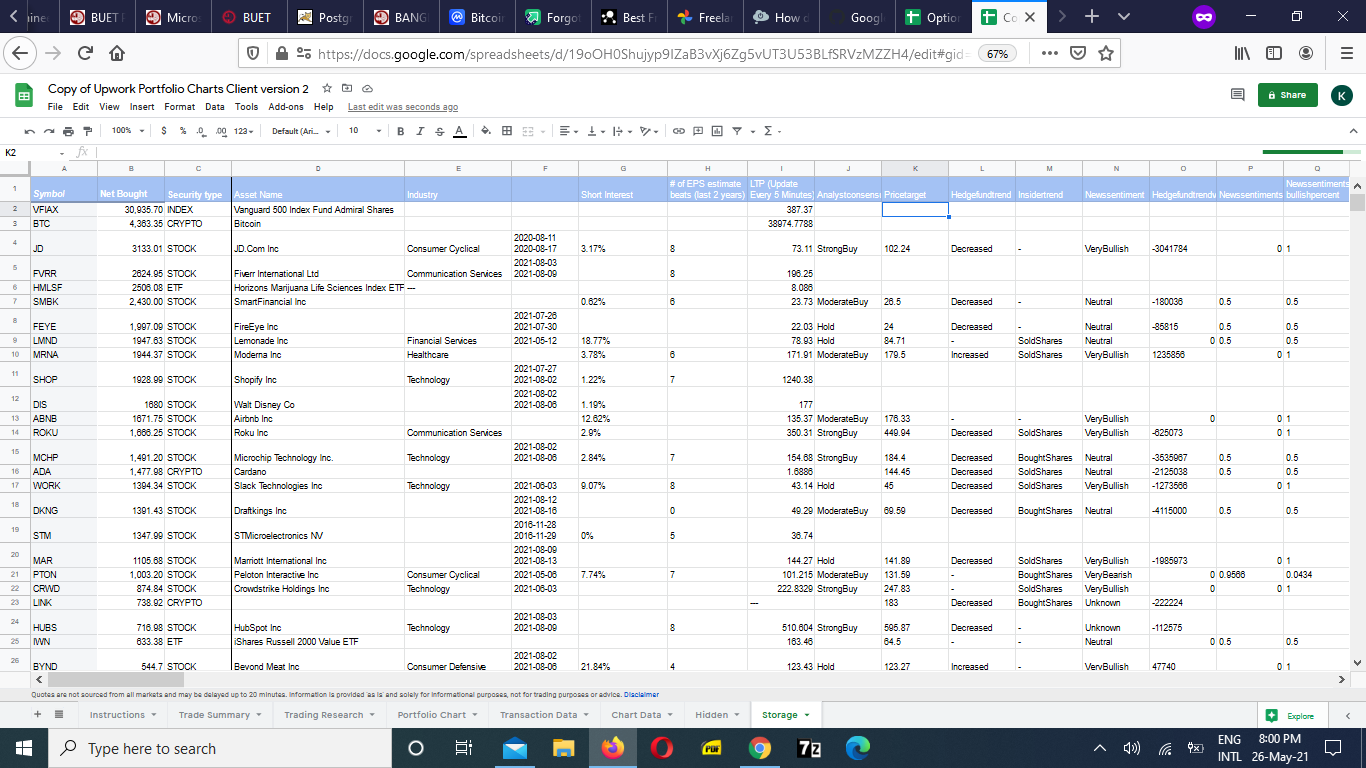 BUET
Micros
BUET
Postgr
BANG
Bitcoir
Forgot
Best Fr
Freelar
How d
Googl
Option
Co
https://docs.google.com/spreadsheets/d/19oOH0Shujyp9IZaB3vXj6Zg5vUT3U53BLfSRVzMZZH4/edit#gid= 67%
Copy of Upwork Portfolio Charts Client version 2
Share K
File Edit View Insert Format Data Tools Add-ons Help Last edit was seconds ago
100% $ % .0 .00 123 Default (Ari... 10 B I S A
K2 fx
A B C D E F G H I J K L M N O P Q
1 Symbol Net Bought Security type Asset Name Industry Short Interest # of EPS estimate beats (last 2 years) LTP (Update Every 5 Minutes) Analystconsensu Pricetarget Hedgefundtrend Insidertrend Newssentiment Hedgefundtrendv Newssentiments Newssentiments bullishpercent
2 VFIAX 30,935.70 INDEX Vanguard 500 Index Fund Admiral Shares 387.37
3 BTC 4,363.35 CRYPTO Bitcoin 38974.7788
4 JD 3133.01 STOCK JD.Com Inc Consumer Cyclical 2020-08-11 2020-08-17 3.17% 8 73.11 StrongBuy 102.24 Decreased - VeryBullish -3041784 0 1
5 FVRR 2624.95 STOCK Fiverr International Ltd Communication Services 2021-08-03 2021-08-09 8 196.25
6 HMLSF 2506.08 ETF Horizons Marijuana Life Sciences Index ETF --- 8.086
7 SMBK 2,430.00 STOCK SmartFinancial Inc 0.62% 6 23.73 ModerateBuy 26.5 Decreased - Neutral -180036 0.5 0.5
8 FEYE 1,997.09 STOCK FireEye Inc 2021-07-26 2021-07-30 22.03 Hold 24 Decreased - Neutral -85815 0.5 0.5
9 LMND 1947.63 STOCK Lemonade Inc Financial Services 2021-05-12 18.77% 78.93 Hold 84.71 - SoldShares Neutral 0 0.5 0.5
10 MRNA 1944.37 STOCK Moderna Inc Healthcare 3.78% 6 171.91 ModerateBuy 179.5 Increased SoldShares VeryBullish 1235856 0 1
11 SHOP 1928.99 STOCK Shopify Inc Technology 2021-07-27 2021-08-02 1.22% 7 1240.38
12 DIS 1680 STOCK Walt Disney Co 2021-08-02 2021-08-06 1.19% 177
13 ABNB 1671.75 STOCK Airbnb Inc 12.62% 135.37 ModerateBuy 176.33 - - VeryBullish 0 0 1
14 ROKU 1,666.25 STOCK Roku Inc Communication Services 2.9% 350.31 StrongBuy 449.94 Decreased SoldShares VeryBullish -625073 0 1
15 MCHP 1,491.20 STOCK Microchip Technology Inc. Technology 2021-08-02 2021-08-06 2.84% 7 154.68 StrongBuy 184.4 Decreased BoughtShares Neutral -3535967 0.5 0.5
16 ADA 1,477.98 CRYPTO Cardano 1.6886 144.45 Decreased SoldShares Neutral -2125038 0.5 0.5
17 WORK 1394.34 STOCK Slack Technologies Inc Technology 2021-06-03 9.07% 8 43.14 Hold 45 Decreased SoldShares VeryBullish -1273566 0 1
18 DKNG 1391.43 STOCK Draftkings Inc 2021-08-12 2021-08-16 0 49.29 ModerateBuy 69.59 Decreased BoughtShares Neutral -4115000 0.5 0.5
19 STM 1347.99 STOCK STMicroelectronics NV 2016-11-28 2016-11-29 0% 5 36.74
20 MAR 1105.68 STOCK Marriott International Inc 2021-08-09 2021-08-13 144.27 Hold 141.89 Decreased SoldShares VeryBullish -1985973 0 1
21 PTON 1,003.20 STOCK Peloton Interactive Inc Consumer Cyclical 2021-05-06 7.74% 7 101.215 ModerateBuy 131.59 - BoughtShares VeryBearish 0 0.9566 0.0434
22 CRWD 874.84 STOCK Crowdstrike Holdings Inc Technology 2021-06-03 222.8329 StrongBuy 247.83 - SoldShares VeryBullish 0 0 1
23 LINK 738.92 CRYPTO --- 183 Decreased BoughtShares Unknown -222224
24 HUBS 716.98 STOCK HubSpot Inc Technology 2021-08-03 2021-08-09 8 510.604 StrongBuy 595.87 Decreased - Unknown -112575
25 IWN 633.38 ETF iShares Russell 2000 Value ETF 163.46 64.5 - - Neutral 0 0.5 0.5
26 BYND 544.7 STOCK Beyond Meat Inc Consumer Defensive 2021-08-02 2021-08-06 21.84% 4 123.43 Hold 123.27 Increased - VeryBullish 47740 0 1
Quotes are not sourced from all markets and may be delayed up to 20 minutes. Information is provided 'as is' and solely for informational purposes, not for trading purposes or advice. Disclaimer
Instructions Trade Summary Trading Research Portfolio Chart Transaction Data Chart Data Hidden Storage Explore
Type here to search
PDF
7z
ENG
INTL
8:00 PM
26-May-21